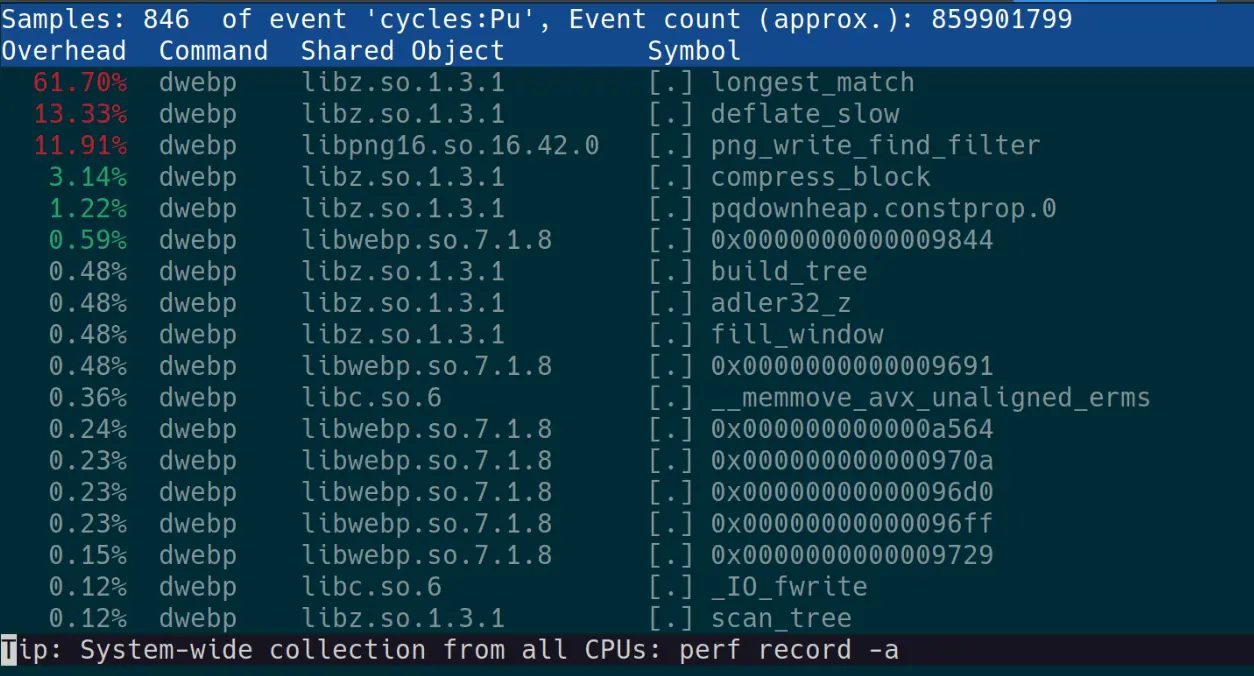 Samples: 846  of event 'cycles:Pu', Event count (approx.): 859901799
Overhead  Command  Shared Object         Symbol
  61.70%  dwebp    libz.so.1.3.1         [.] longest_match
  13.33%  dwebp    libz.so.1.3.1         [.] deflate_slow
  11.91%  dwebp    libpng16.so.16.42.0   [.] png_write_find_filter
   3.14%  dwebp    libz.so.1.3.1         [.] compress_block
   1.22%  dwebp    libz.so.1.3.1         [.] pqdownheap.constprop.0
   0.59%  dwebp    libwebp.so.7.1.8      [.] 0x0000000000009844
   0.48%  dwebp    libz.so.1.3.1         [.] build_tree
   0.48%  dwebp    libz.so.1.3.1         [.] adler32_z
   0.48%  dwebp    libz.so.1.3.1         [.] fill_window
   0.48%  dwebp    libwebp.so.7.1.8      [.] 0x0000000000009691
   0.36%  dwebp    libc.so.6             [.] __memmove_avx_unaligned_erms
   0.24%  dwebp    libwebp.so.7.1.8      [.] 0x000000000000a564
   0.23%  dwebp    libwebp.so.7.1.8      [.] 0x000000000000970a
   0.23%  dwebp    libwebp.so.7.1.8      [.] 0x00000000000096d0
   0.23%  dwebp    libwebp.so.7.1.8      [.] 0x00000000000096ff
   0.15%  dwebp    libwebp.so.7.1.8      [.] 0x0000000000009729
   0.12%  dwebp    libc.so.6             [.] _IO_fwrite
   0.12%  dwebp    libz.so.1.3.1         [.] scan_tree
Tip: System-wide collection from all CPUs: perf record -a